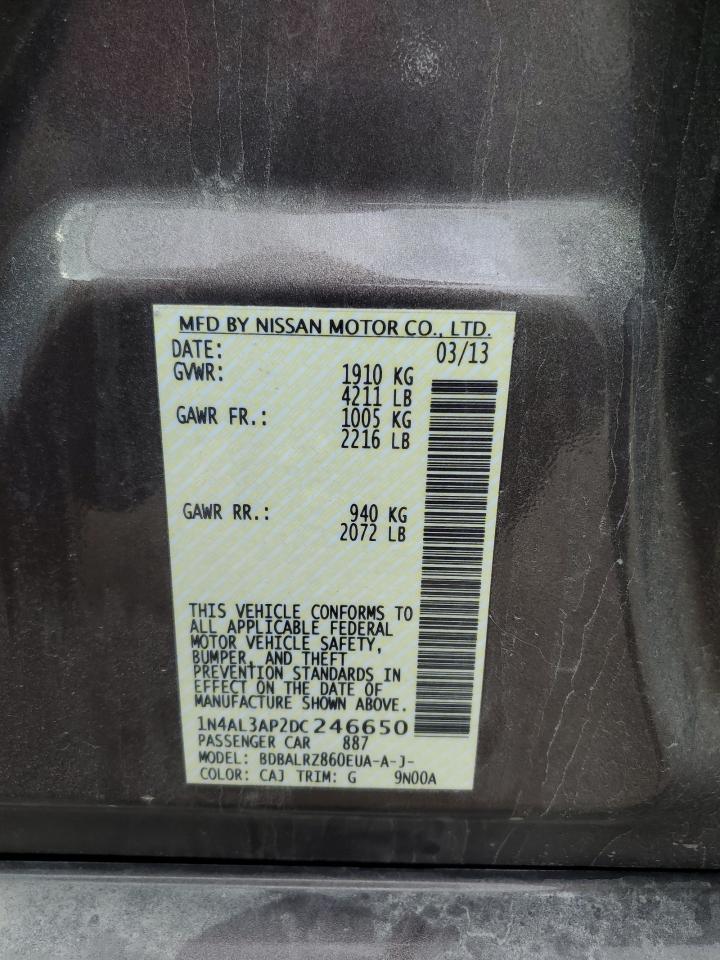 MFD BY NISSAN MOTOR CO., LTD.
DATE: 03/13
GVWR: 1910 KG
4211 LB
GAWR FR.: 1005 KG
2216 LB
GAWR RR.: 940 KG
2072 LB
THIS VEHICLE CONFORMS TO
ALL APPLICABLE FEDERAL
MOTOR VEHICLE SAFETY,
BUMPER, AND THEFT
PREVENTION STANDARDS IN
EFFECT ON THE DATE OF
MANUFACTURE SHOWN ABOVE.
1N4AL3AP2DC246650
PASSENGER CAR 887
MODEL: BDBALRZ860EUA-A-J-
COLOR: CAJ TRIM: G 9N00A